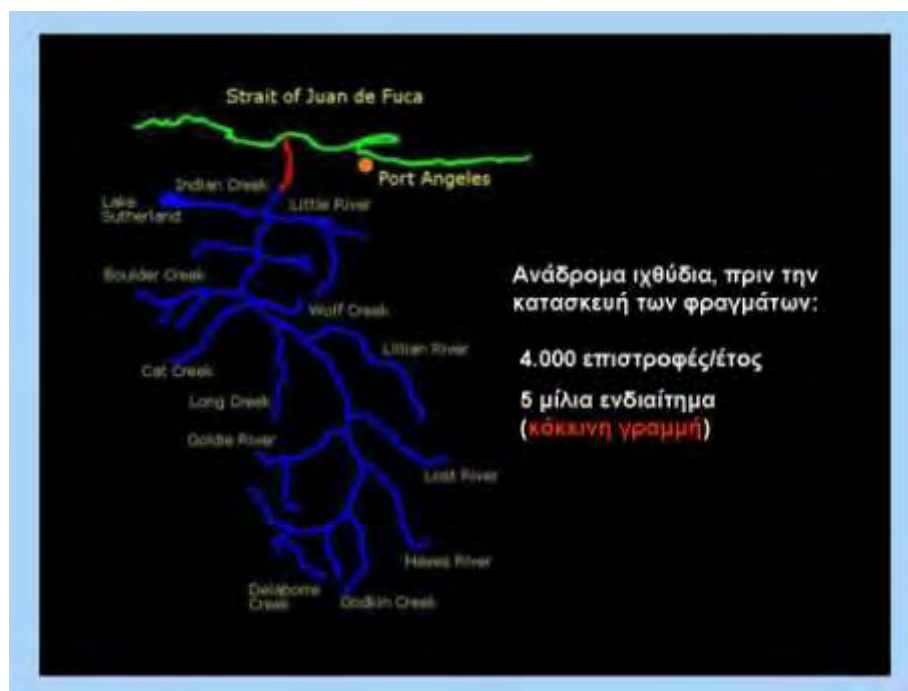 Strait of Juan de Fuca
Port Angeles
Indian Creek
Little River
Lake
Sutherland
Boulder Creek
Wolf Creek
Lillian River
Cat Creek
Long Creek
Goldie River
Lost River
Hayes River
Delabarre
Creek
Godkin Creek
Ανάδρομα ιχθύδια, πριν την
κατασκευή των φραγμάτων:
4.000 επιστροφές/έτος
5 μίλια ενδιαίτημα
(κόκκινη γραμμή)